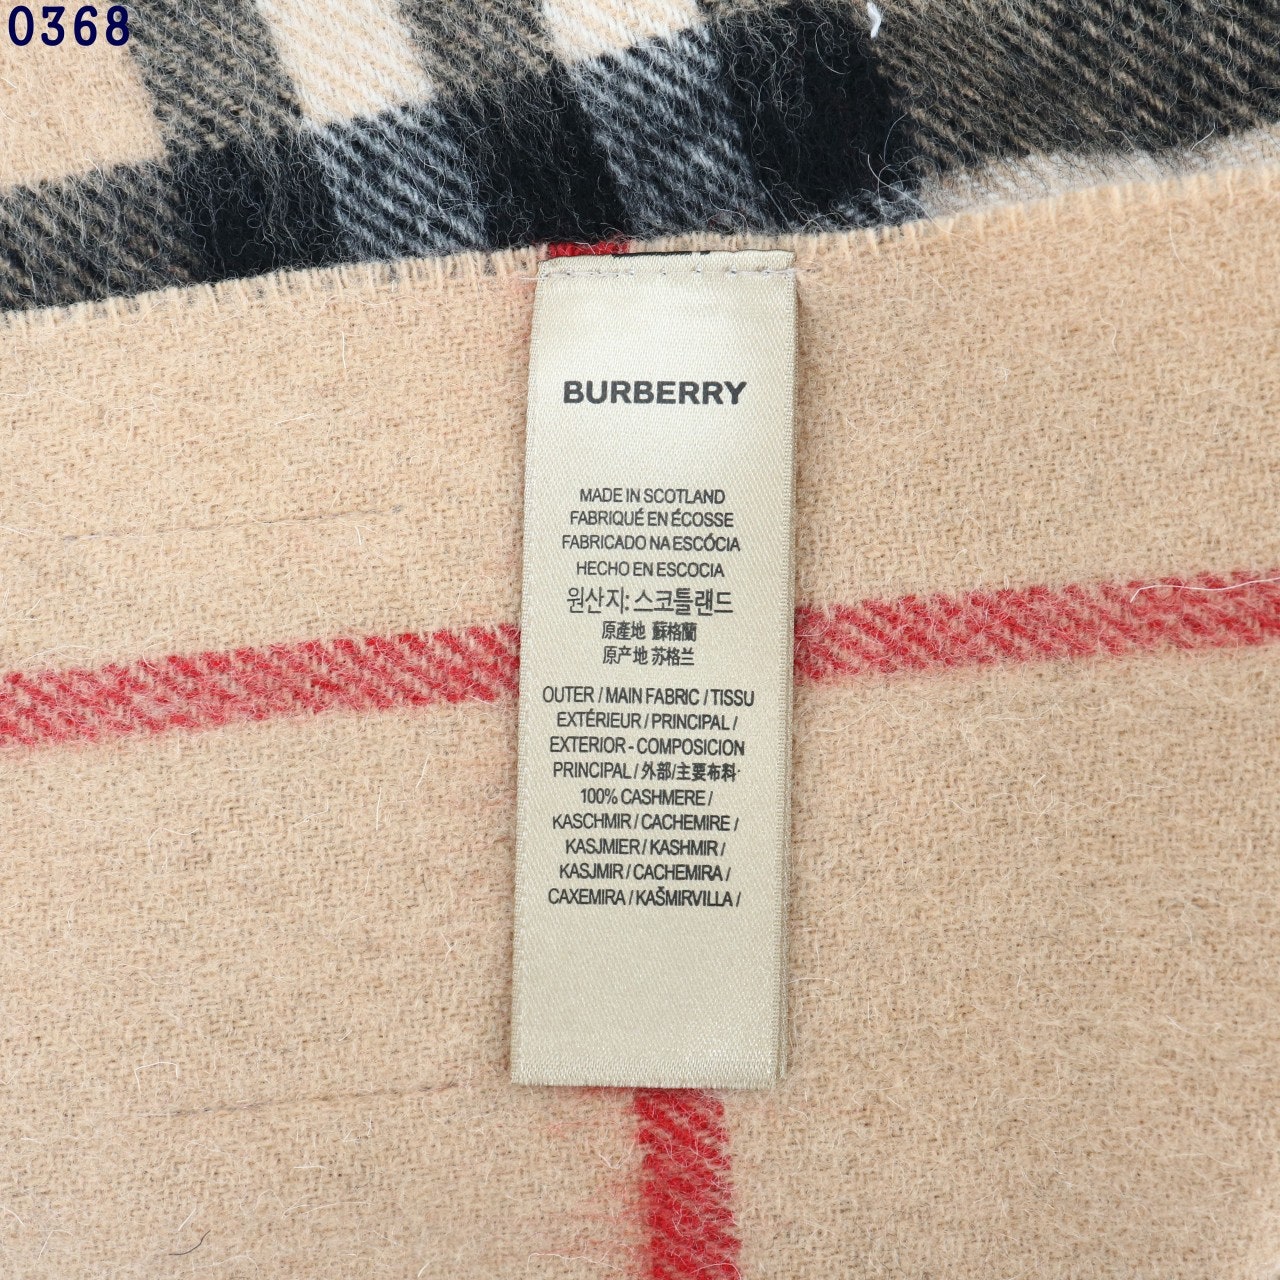 0368
BURBERRY
MADE IN SCOTLAND
FABRIQUÉ EN ÉCOSSE
FABRICADO NA ESCÓCIA
HECHO EN ESCOCIA
원산지: 스코틀랜드
原產地 蘇格蘭
原产地 苏格兰
OUTER / MAIN FABRIC / TISSU
EXTÉRIEUR / PRINCIPAL /
EXTERIOR - COMPOSICION
PRINCIPAL / 外部/主要布料·
100% CASHMERE /
KASCHMIR / CACHEMIRE /
KASJMIER / KASHMIR /
KASJMIR / CACHEMIRA /
CAXEMIRA / KAŠMIRVILLA /